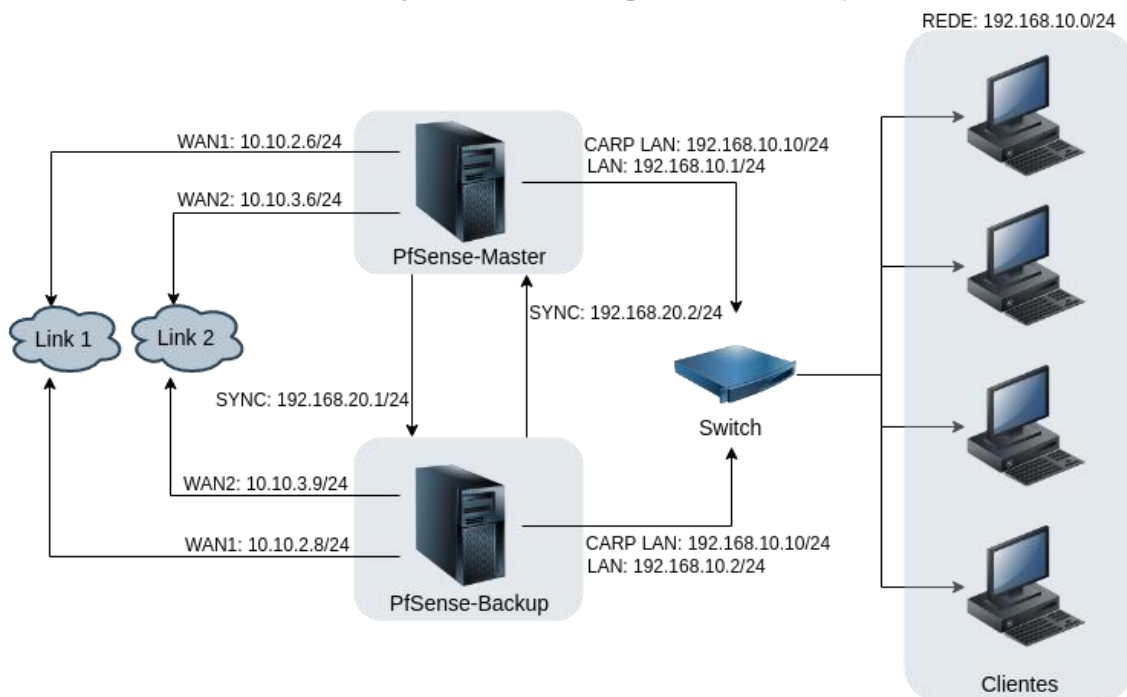 REDE: 192.168.10.0/24
WAN1: 10.10.2.6/24
CARP LAN: 192.168.10.10/24
LAN: 192.168.10.1/24
WAN2: 10.10.3.6/24
PfSense-Master
SYNC: 192.168.20.2/24
Link 1
Link 2
SYNC: 192.168.20.1/24
Switch
WAN2: 10.10.3.9/24
WAN1: 10.10.2.8/24
CARP LAN: 192.168.10.10/24
LAN: 192.168.10.2/24
PfSense-Backup
Clientes